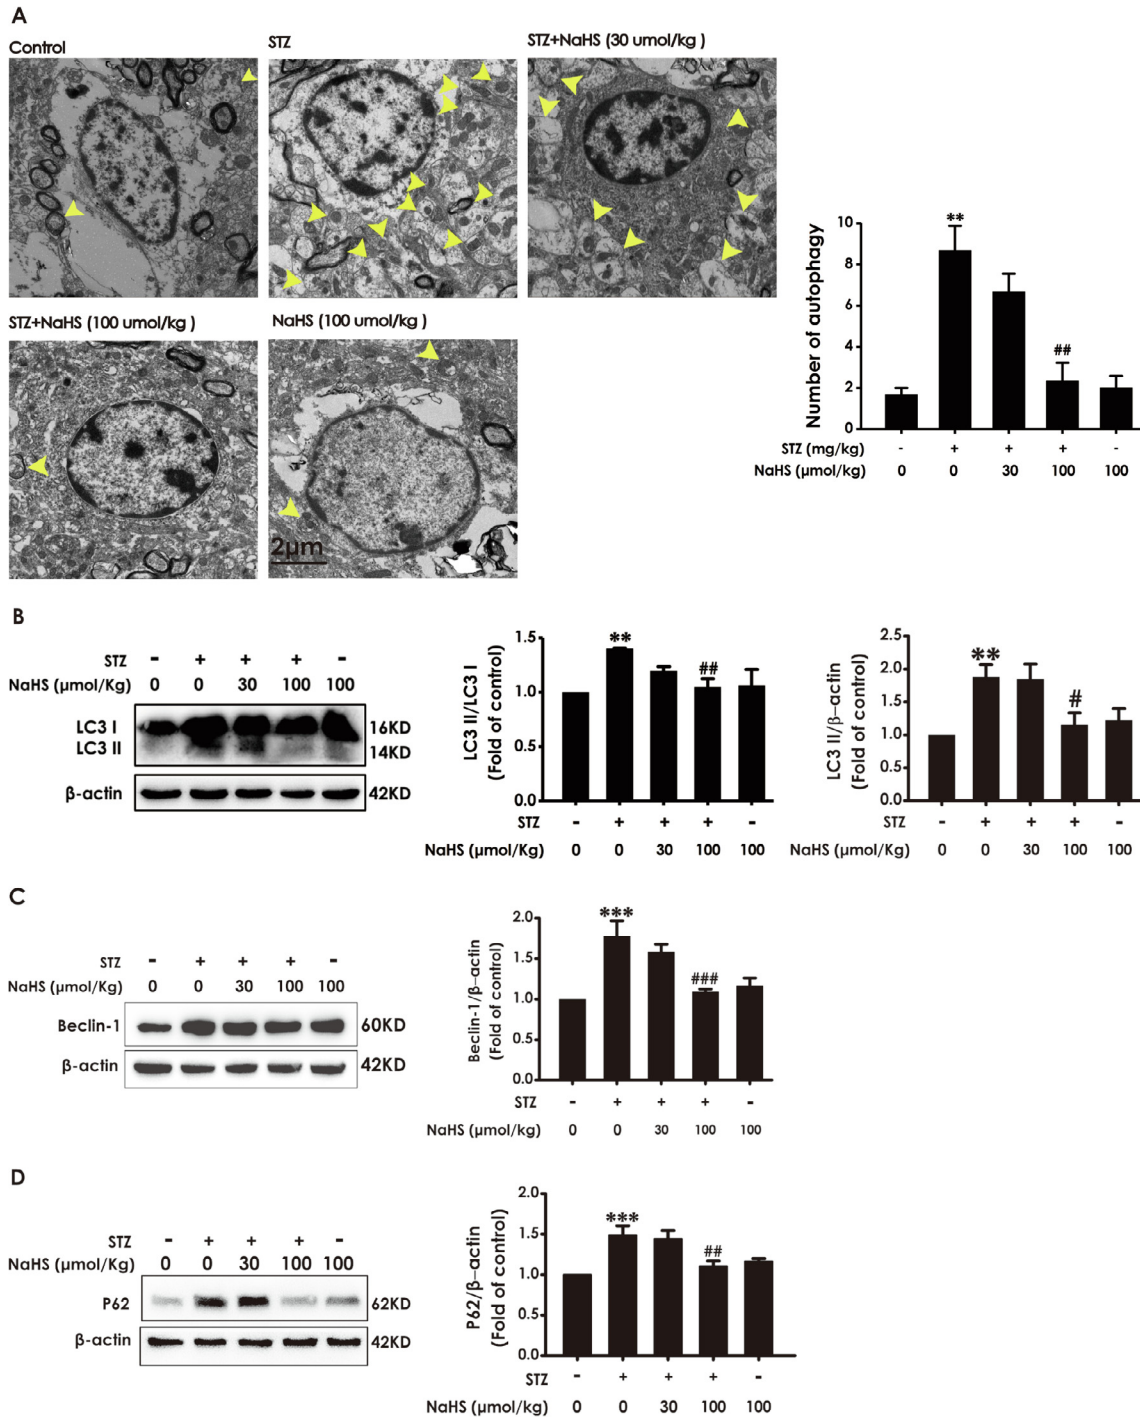 A
Control
STZ
STZ+NaHS (30 umol/kg )
STZ+NaHS (100 umol/kg )
NaHS (100 umol/kg )
2μm
Number of autophagy
10
8
6
4
2
0
**
##
STZ (mg/kg) - + + + -
NaHS (μmol/kg) 0 0 30 100 100
B
STZ - + + + -
NaHS (μmol/Kg) 0 0 30 100 100
LC3 I 16KD
LC3 II 14KD
β-actin 42KD
LC3 II/LC3 I
(Fold of control)
1.5
1.0
0.5
0.0
**
##
STZ - + + + -
NaHS (μmol/Kg) 0 0 30 100 100
LC3 II/β–actin
(Fold of control)
2.5
2.0
1.5
1.0
0.5
0.0
**
#
STZ - + + + -
NaHS (μmol/Kg) 0 0 30 100 100
C
STZ - + + + -
NaHS (μmol/Kg) 0 0 30 100 100
Beclin-1 60KD
β-actin 42KD
Beclin-1/β–actin
(Fold of control)
2.0
1.5
1.0
0.5
0.0
***
###
STZ - + + + -
NaHS (μmol/kg) 0 0 30 100 100
D
STZ - + + + -
NaHS (μmol/Kg) 0 0 30 100 100
P62 62KD
β-actin 42KD
P62/β–actin
(Fold of control)
2.0
1.5
1.0
0.5
0.0
***
##
STZ - + + + -
NaHS (μmol/kg) 0 0 30 100 100